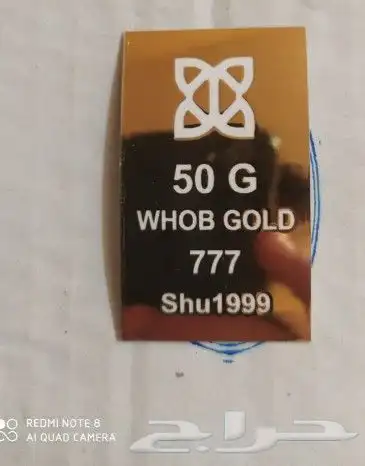 50 G
WHOB GOLD
777
Shu1999
REDMI NOTE 8
AI QUAD CAMERA
حراج